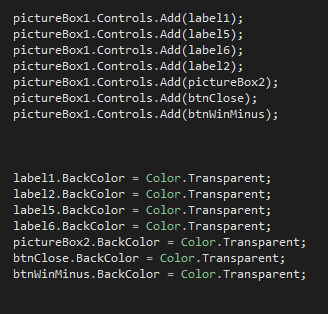 pictureBox1.Controls.Add(label1);
pictureBox1.Controls.Add(label5);
pictureBox1.Controls.Add(label6);
pictureBox1.Controls.Add(label2);
pictureBox1.Controls.Add(pictureBox2);
pictureBox1.Controls.Add(btnClose);
pictureBox1.Controls.Add(btnWinMinus);
label1.BackColor = Color.Transparent;
label2.BackColor = Color.Transparent;
label5.BackColor = Color.Transparent;
label6.BackColor = Color.Transparent;
pictureBox2.BackColor = Color.Transparent;
btnClose.BackColor = Color.Transparent;
btnWinMinus.BackColor = Color.Transparent;